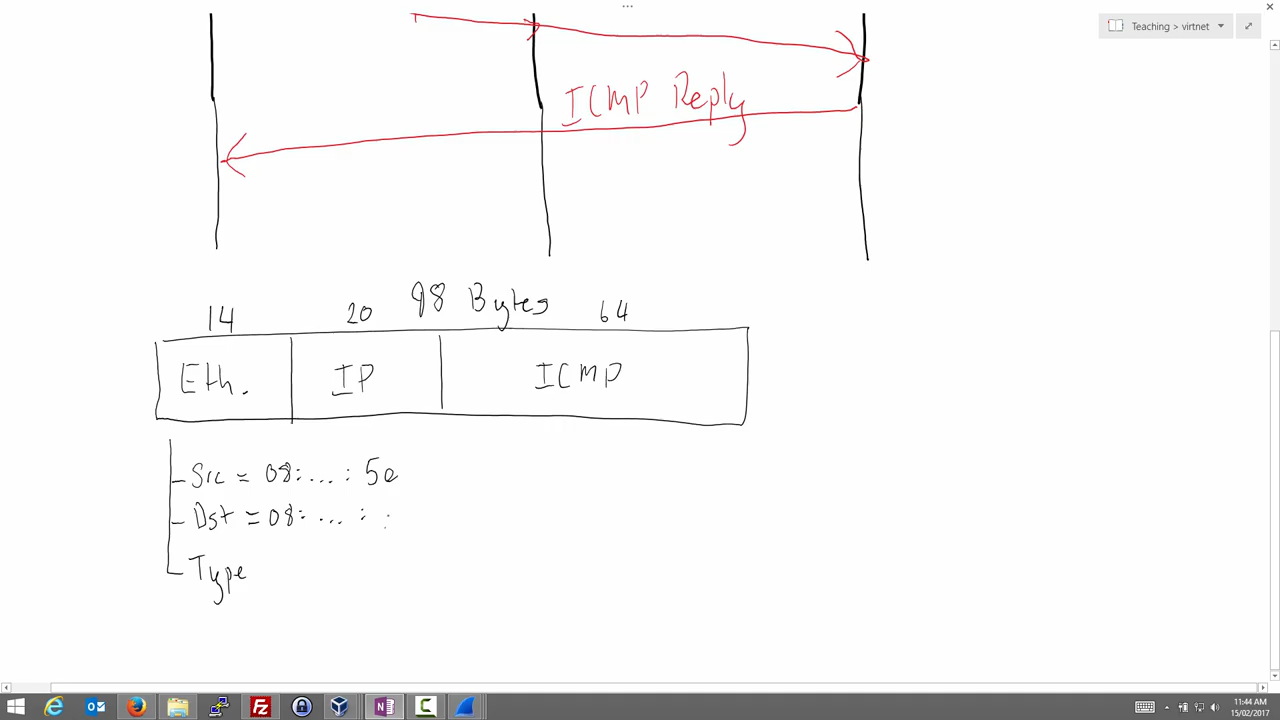 Teaching > virtnet
ICMP Reply
98 Bytes
14 20 64
Eth. IP ICMP
Src = 08:...:5e
Dst = 08:...:
Type
11:44 AM
15/02/2017